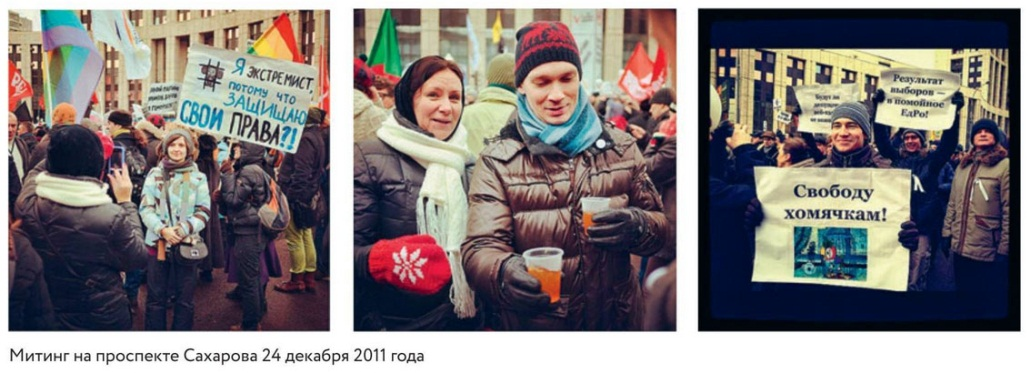 Я ЭКСТРЕМИСТ,
ПОТОМУ ЧТО
ЗАЩИЩАЮ
СВОИ ПРАВА?!
Результат
выборов –
в помойное
ЕдРо!
Свободу
хомячкам!
Митинг на проспекте Сахарова 24 декабря 2011 года